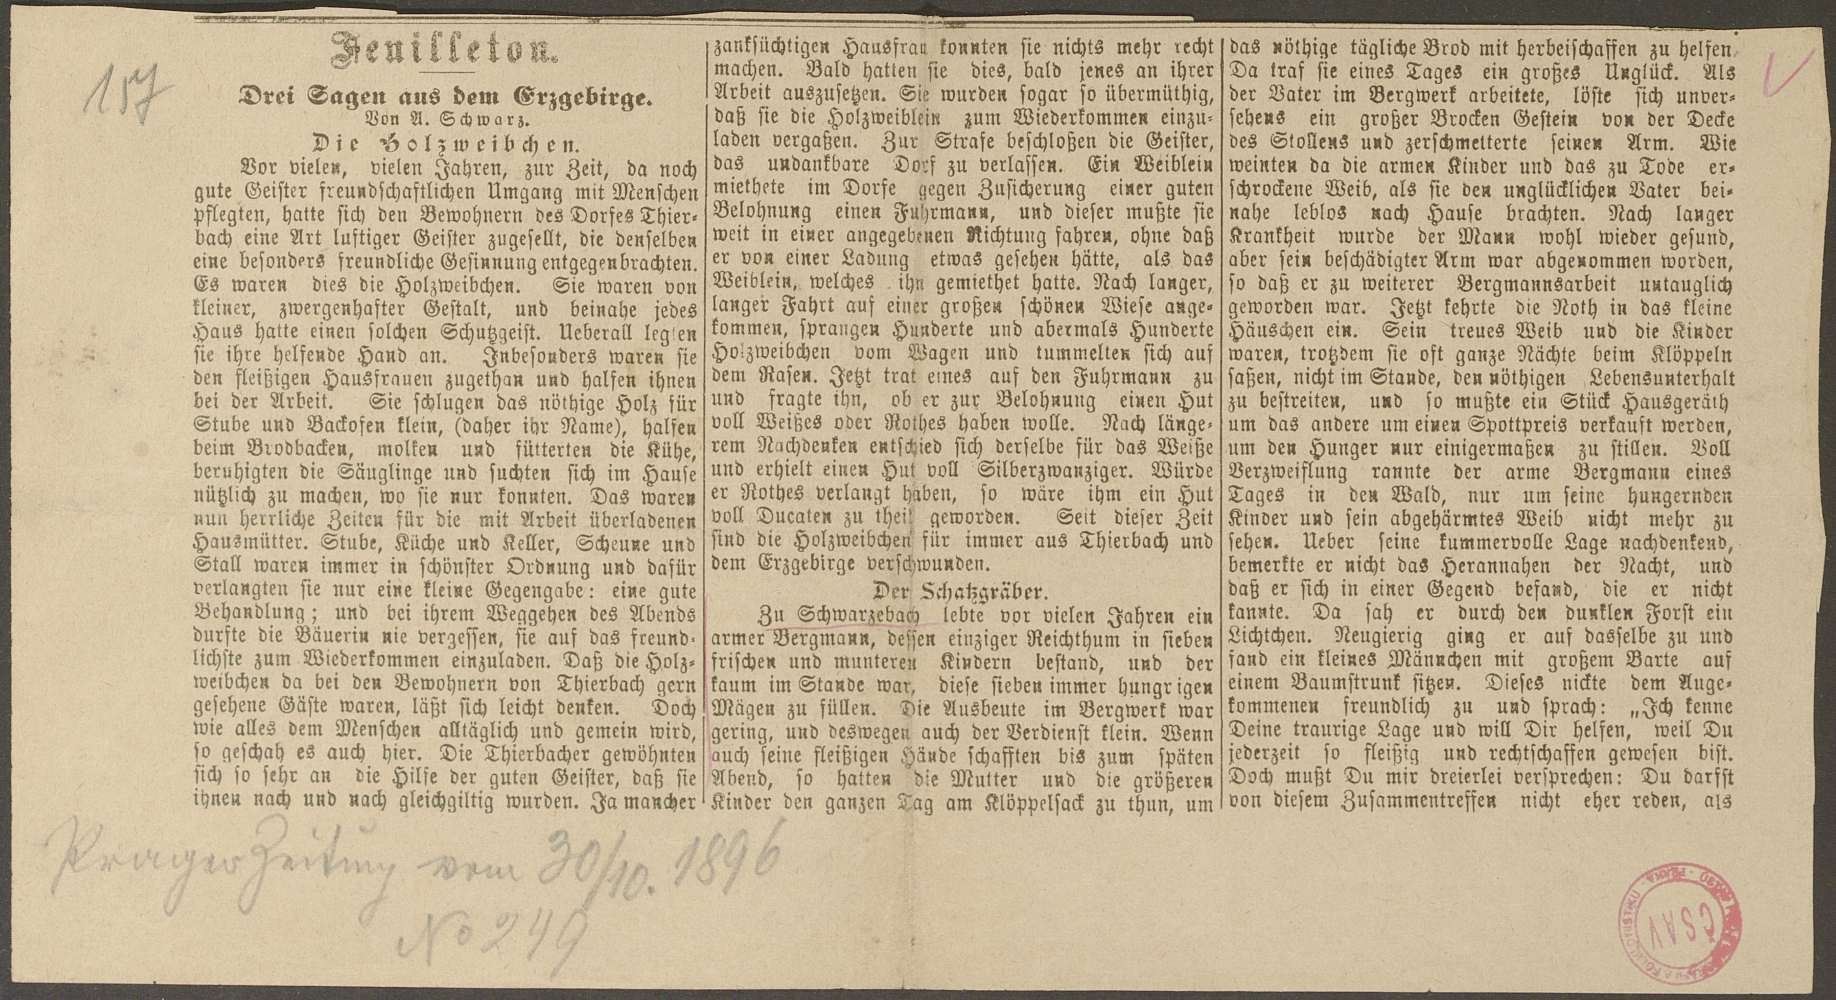 157
Feuilleton.
Drei Sagen aus dem Erzgebirge.
Von A. Schwarz.
Die Holzweibchen.
Vor vielen, vielen Jahren, zur Zeit, da noch
gute Geister freundschaftlichen Umgang mit Menschen
pflegten, hatte sich den Bewohnern des Dorfes Thier-
bach eine Art luftiger Geister zugesellt, die denselben
eine besonders freundliche Gesinnung entgegenbrachten.
Es waren dies die Holzweibchen. Sie waren von
kleiner, zwergenhafter Gestalt, und beinahe jedes
Haus hatte einen solchen Schutzgeist. Ueberall legten
sie ihre helfende Hand an. Inbesonders waren sie
den fleißigen Hausfrauen zugethan und halfen ihnen
bei der Arbeit. Sie schlugen das nöthige Holz für
Stube und Backofen klein, (daher ihr Name), halfen
beim Brodbacken, molken und fütterten die Kühe,
beruhigten die Säuglinge und suchten sich im Hause
nützlich zu machen, wo sie nur konnten. Das waren
nun herrliche Zeiten für die mit Arbeit überladenen
Hausmütter. Stube, Küche und Keller, Scheune und
Stall waren immer in schönster Ordnung und dafür
verlangten sie nur eine kleine Gegengabe: eine gute
Behandlung; und bei ihrem Weggehen des Abends
durfte die Bäuerin nie vergessen, sie auf das freund-
lichste zum Wiederkommen einzuladen. Daß die Holz-
weibchen da bei den Bewohnern von Thierbach gern
gesehene Gäste waren, läßt sich leicht denken. Doch
wie alles dem Menschen alltäglich und gemein wird,
so geschah es auch hier. Die Thierbacher gewöhnten
sich so sehr an die Hilfe der guten Geister, daß sie
ihnen nach und nach gleichgiltig wurden. Ja mancher
zanksüchtigen Hausfrau konnten sie nichts mehr recht
machen. Bald hatten sie dies, bald jenes an ihrer
Arbeit auszusetzen. Sie wurden sogar so übermüthig,
daß sie die Holzweiblein zum Wiederkommen einzu-
laden vergaßen. Zur Strafe beschloßen die Geister,
das undankbare Dorf zu verlassen. Ein Weiblein
miethete im Dorfe gegen Zusicherung einer guten
Belohnung einen Fuhrmann, und dieser mußte sie
weit in einer angegebenen Richtung fahren, ohne daß
er von einer Ladung etwas gesehen hätte, als das
Weiblein, welches ihn gemiethet hatte. Nach langer,
langer Fahrt auf einer großen schönen Wiese ange-
kommen, sprangen Hunderte und abermals Hunderte
Holzweibchen vom Wagen und tummelten sich auf
dem Rasen. Jetzt trat eines auf den Fuhrmann zu
und fragte ihn, ob er zur Belohnung einen Hut
voll Weißes oder Rothes haben wolle. Nach länge-
rem Nachdenken entschied sich derselbe für das Weiße
und erhielt einen Hut voll Silberzwanziger. Würde
er Rothes verlangt haben, so wäre ihm ein Hut
voll Ducaten zu theil geworden. Seit dieser Zeit
sind die Holzweibchen für immer aus Thierbach und
dem Erzgebirge verschwunden.
Der Schatzgräber.
Zu Schwarzebach lebte vor vielen Jahren ein
armer Bergmann, dessen einziger Reichthum in sieben
frischen und munteren Kindern bestand, und der
kaum im Stande war, diese sieben immer hungrigen
Mägen zu füllen. Die Ausbeute im Bergwerk war
gering, und deswegen auch der Verdienst klein. Wenn
auch seine fleißigen Hände schafften bis zum späten
Abend, so hatten die Mutter und die größeren
Kinder den ganzen Tag am Klöppelsack zu thun, um
das nöthige tägliche Brod mit herbeischaffen zu helfen.
Da traf sie eines Tages ein großes Unglück. Als
der Vater im Bergwerk arbeitete, löste sich unver-
sehens ein großer Brocken Gestein von der Decke
des Stollens und zerschmetterte seinen Arm. Wie
weinten da die armen Kinder und das zu Tode er-
schrockene Weib, als sie den unglücklichen Vater bei-
nahe leblos nach Hause brachten. Nach langer
Krankheit wurde der Mann wohl wieder gesund,
aber sein beschädigter Arm war abgenommen worden,
so daß er zu weiterer Bergmannsarbeit untauglich
geworden war. Jetzt kehrte die Noth in das kleine
Häuschen ein. Sein treues Weib und die Kinder
waren, trotzdem sie oft ganze Nächte beim Klöppeln
saßen, nicht im Stande, den nöthigen Lebensunterhalt
zu bestreiten, und so mußte ein Stück Hausgeräth
um das andere um einen Spottpreis verkauft werden,
um den Hunger nur einigermaßen zu stillen. Voll
Verzweiflung rannte der arme Bergmann eines
Tages in den Wald, nur um seine hungernden
Kinder und sein abgehärmtes Weib nicht mehr zu
sehen. Ueber seine kummervolle Lage nachdenkend,
bemerkte er nicht das Herannahen der Nacht, und
daß er sich in einer Gegend befand, die er nicht
kannte. Da sah er durch den dunklen Forst ein
Lichtchen. Neugierig ging er auf dasselbe zu und
fand ein kleines Männchen mit großem Barte auf
einem Baumstrunk sitzen. Dieses nickte dem Ange-
kommenen freundlich zu und sprach: „Ich kenne
Deine traurige Lage und will Dir helfen, weil Du
jederzeit so fleißig und rechtschaffen gewesen bist.
Doch mußt Du mir dreierlei versprechen: Du darfst
von diesem Zusammentreffen nicht eher reden, als
Prager Zeitung vom 30/10. 1896
No 249
ČSAV